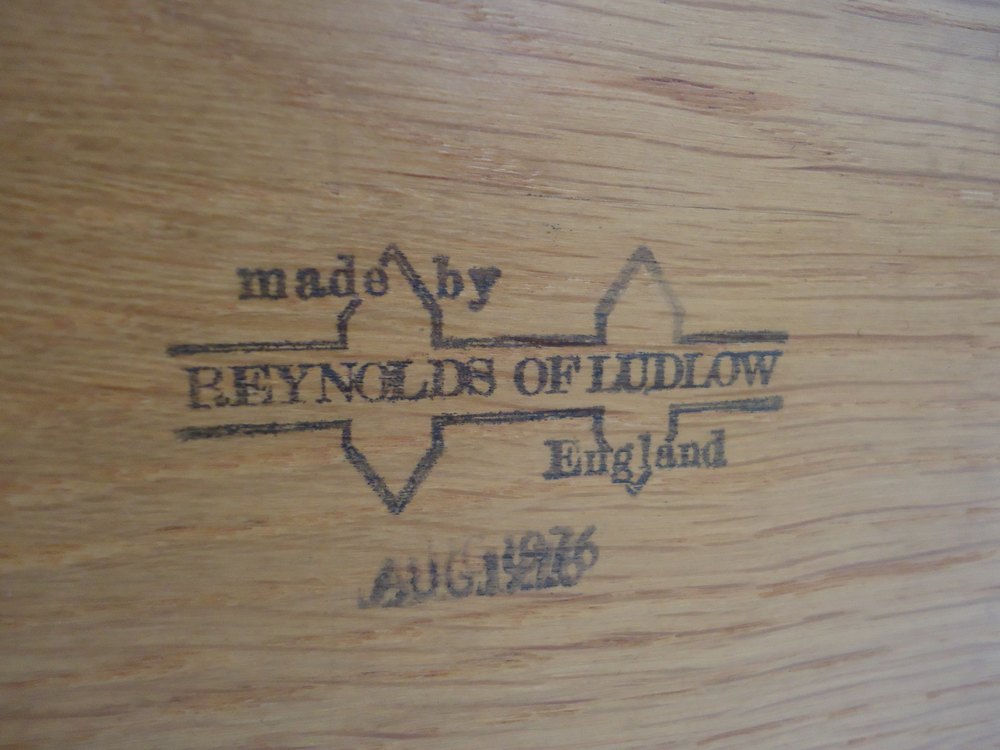 made by
REYNOLDS OF LUDLOW
England
AUG 1976